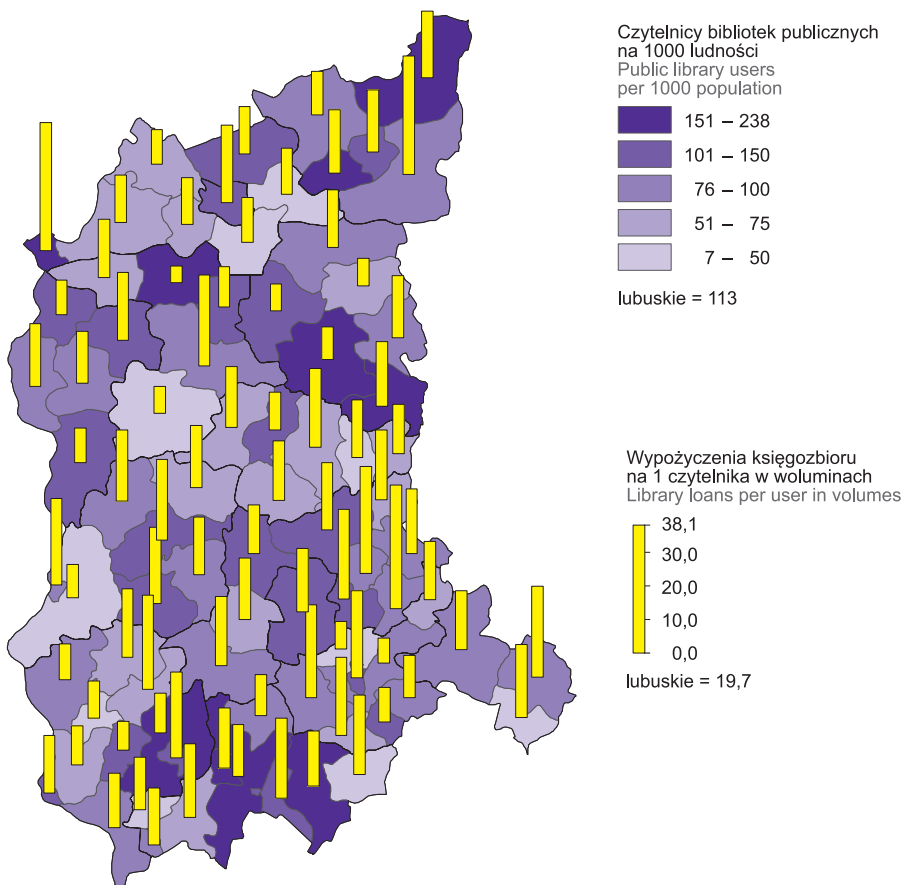 Czytelnicy bibliotek publicznych
na 1000 ludności
Public library users
per 1000 population
151 – 238
101 – 150
76 – 100
51 – 75
7 – 50
lubuskie = 113
Wypożyczenia księgozbioru
na 1 czytelnika w woluminach
Library loans per user in volumes
38,1
30,0
20,0
10,0
0,0
lubuskie = 19,7